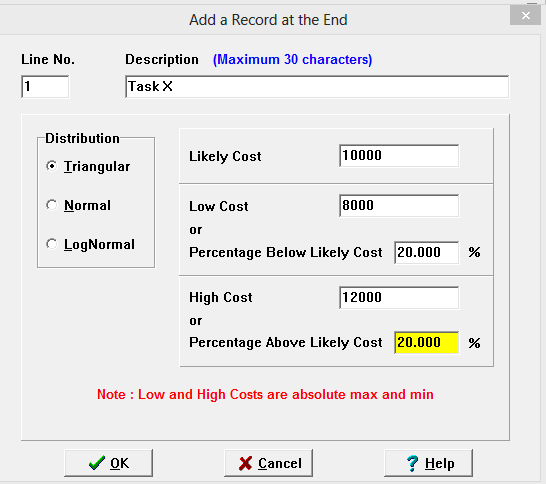 Add a Record at the End
Line No. Description (Maximum 30 characters)
1 Task X
Distribution
Triangular
Normal
LogNormal
Likely Cost 10000
Low Cost 8000
or
Percentage Below Likely Cost 20.000 %
High Cost 12000
or
Percentage Above Likely Cost 20.000 %
Note : Low and High Costs are absolute max and min
OK Cancel Help